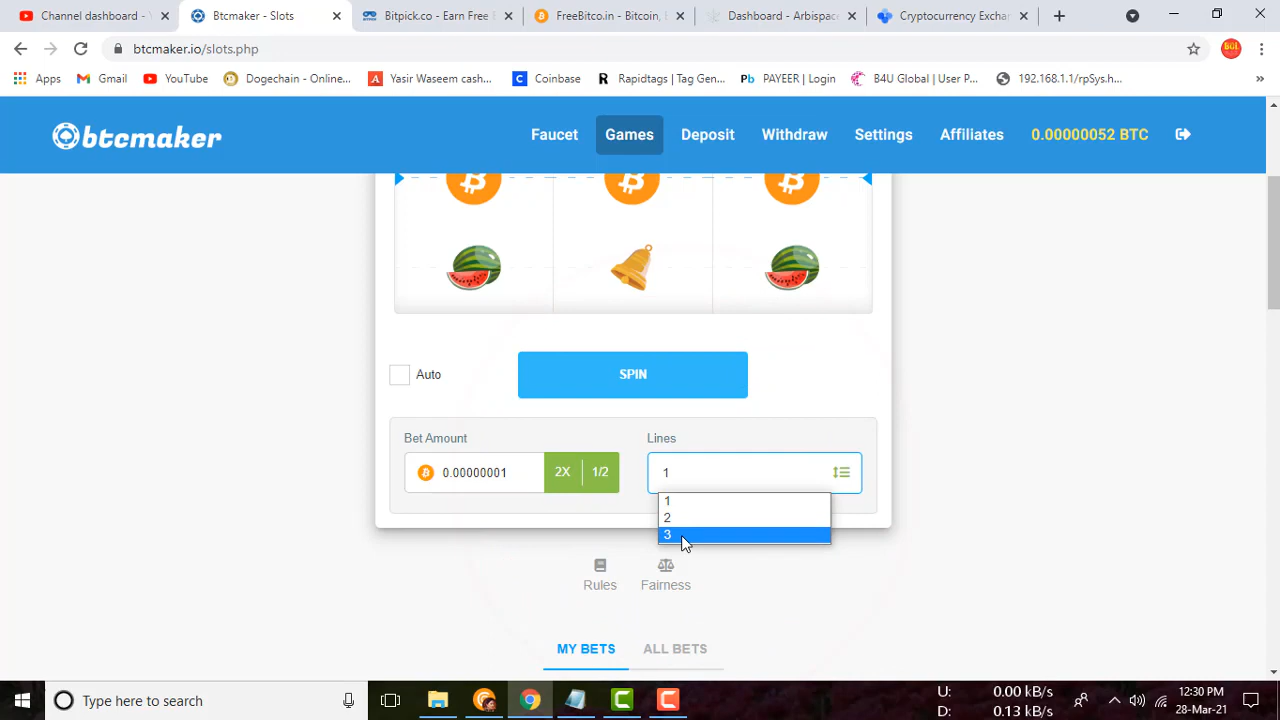 Channel dashboard - Y
Btcmaker - Slots
Bitpick.co - Earn Free B
FreeBitco.in - Bitcoin, B
Dashboard - Arbispace
Cryptocurrency Exchan
btcmaker.io/slots.php
Apps
Gmail
YouTube
Dogechain - Online...
Yasir Waseem cash...
Coinbase
Rapidtags | Tag Gen...
PAYEER | Login
B4U Global | User P...
192.168.1.1/rpSys.h...
btcmaker
Faucet
Games
Deposit
Withdraw
Settings
Affiliates
0.00000052 BTC
Auto
SPIN
Bet Amount
Lines
0.00000001
2X
1/2
1
1
2
3
Rules
Fairness
MY BETS
ALL BETS
Type here to search
U: 0.00 kB/s
D: 0.13 kB/s
12:30 PM
28-Mar-21